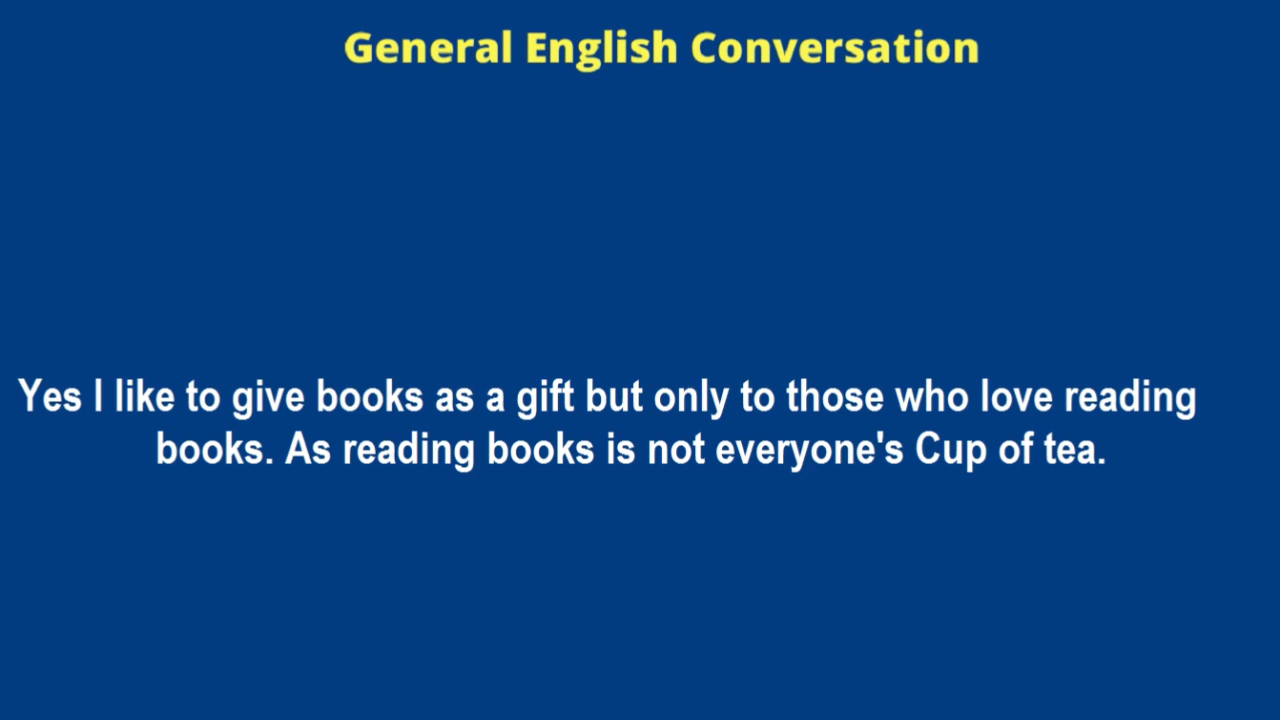 General English Conversation
Yes I like to give books as a gift but only to those who love reading
books. As reading books is not everyone's Cup of tea.